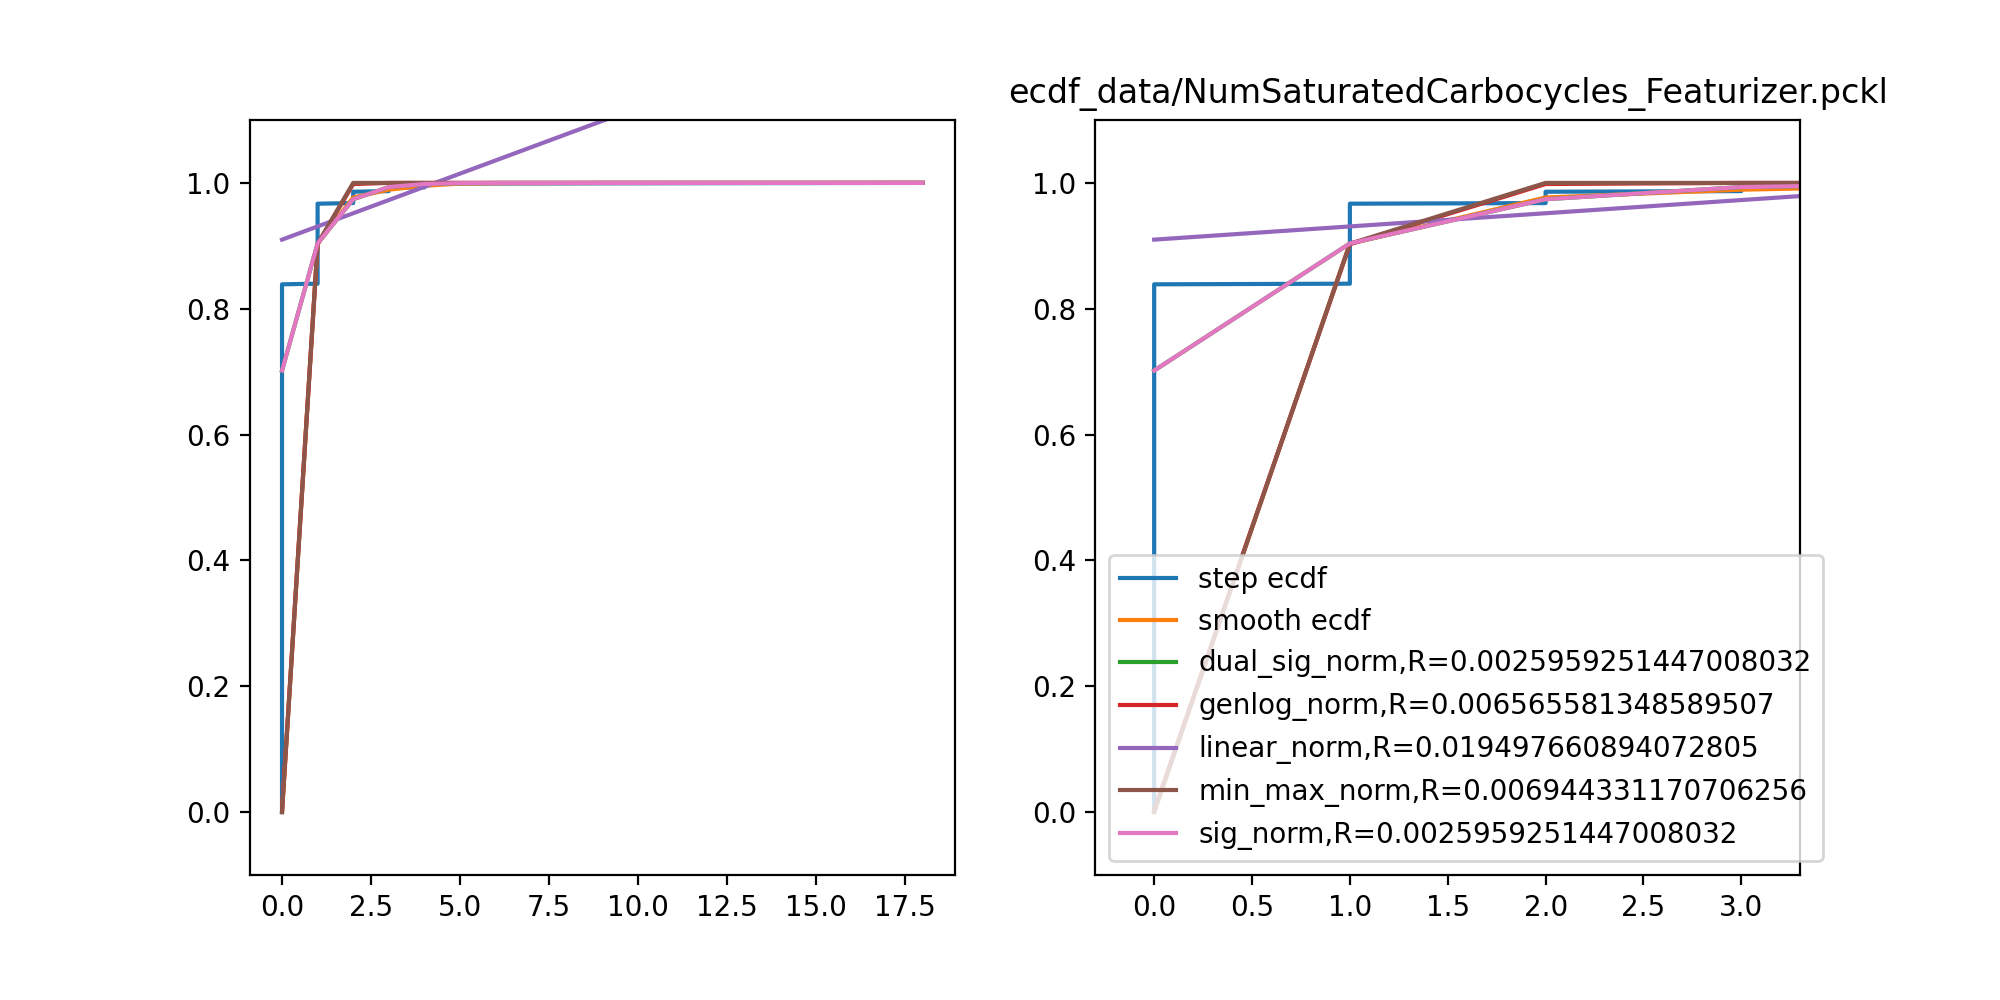 ecdf_data/NumSaturatedCarbocycles_Featurizer.pckl
1.0
0.8
0.6
0.4
0.2
0.0
0.0 2.5 5.0 7.5 10.0 12.5 15.0 17.5
1.0
0.8
0.6
0.4
0.2
0.0
0.0 0.5 1.0 1.5 2.0 2.5 3.0
step ecdf
smooth ecdf
dual_sig_norm,R=0.0025959251447008032
genlog_norm,R=0.006565581348589507
linear_norm,R=0.019497660894072805
min_max_norm,R=0.006944331170706256
sig_norm,R=0.0025959251447008032